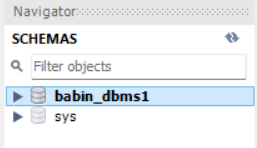 Navigator
SCHEMAS
Filter objects
babin_dbms1
sys